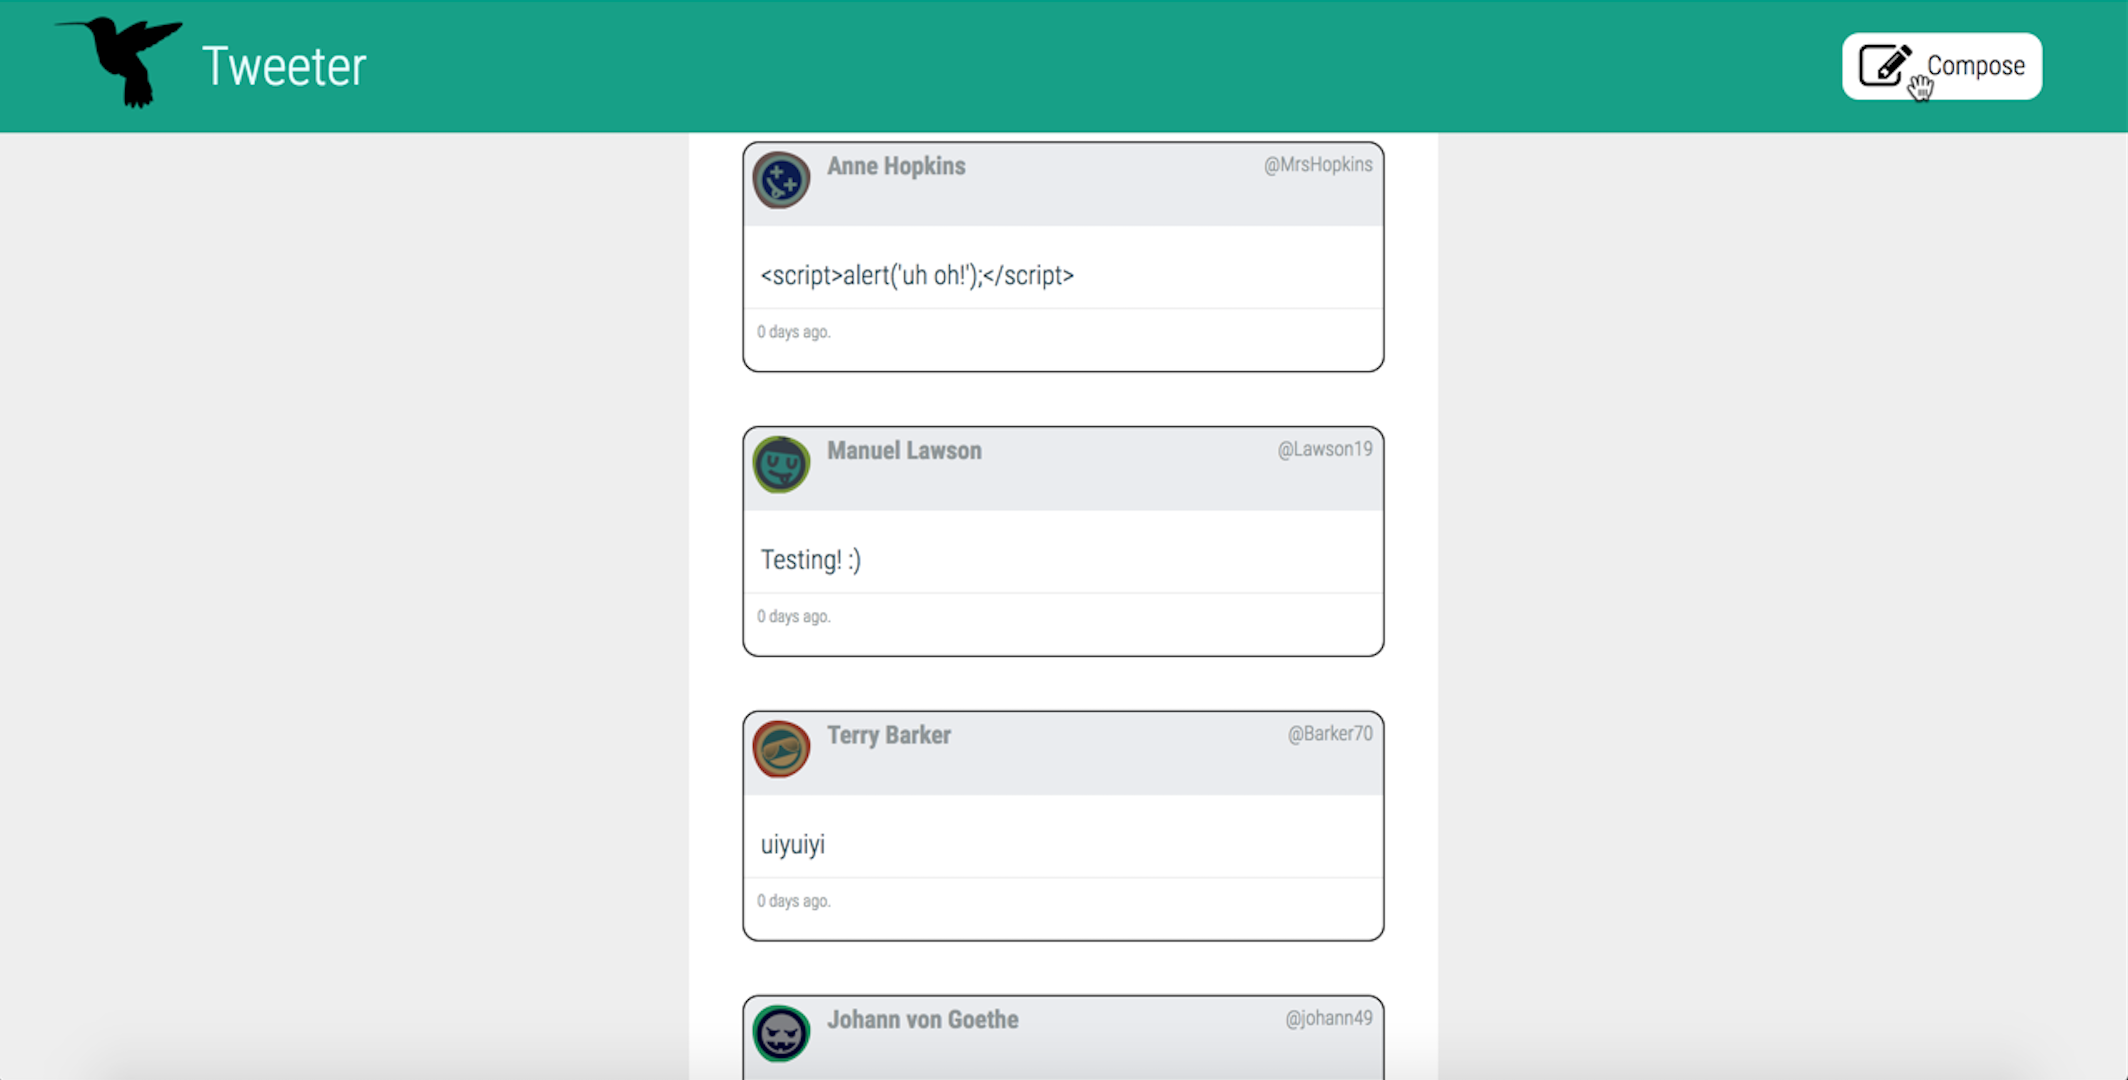 Tweeter
Compose
Anne Hopkins @MrsHopkins
<script>alert('uh oh!');</script>
0 days ago.
Manuel Lawson @Lawson19
Testing! :)
0 days ago.
Terry Barker @Barker70
uiyuiyi
0 days ago.
Johann von Goethe @johann49